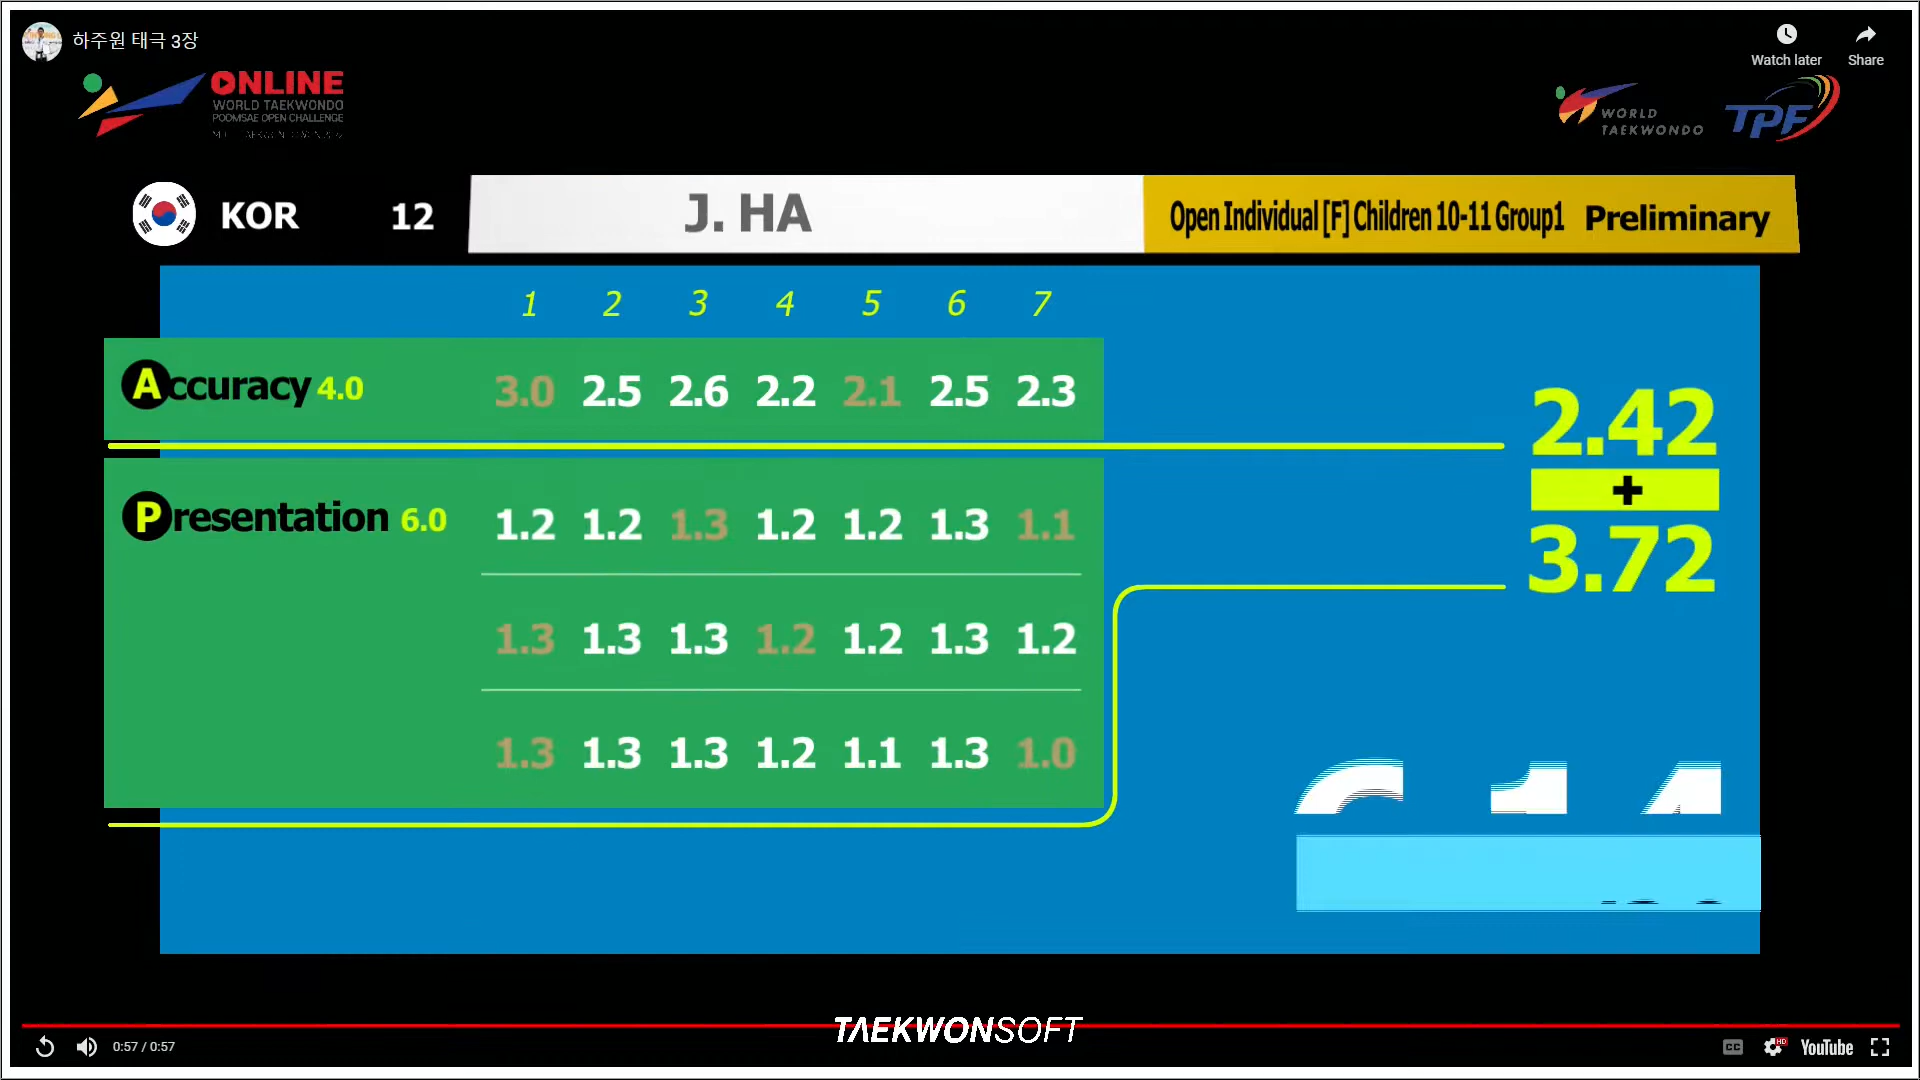 하주원 태극 3장
Watch later
Share
ONLINE
WORLD TAEKWONDO
POOMSAE OPEN CHALLENGE
WORLD
TAEKWONDO
TPF
KOR 12 J. HA Open Individual [F] Children 10-11 Group1 Preliminary
1 2 3 4 5 6 7
Accuracy 4.0 3.0 2.5 2.6 2.2 2.1 2.5 2.3
2.42
+
3.72
Presentation 6.0 1.2 1.2 1.3 1.2 1.2 1.3 1.1
1.3 1.3 1.3 1.2 1.2 1.3 1.2
1.3 1.3 1.3 1.2 1.1 1.3 1.0
TAEKWONSOFT
0:57 / 0:57
CC
HD
YouTube